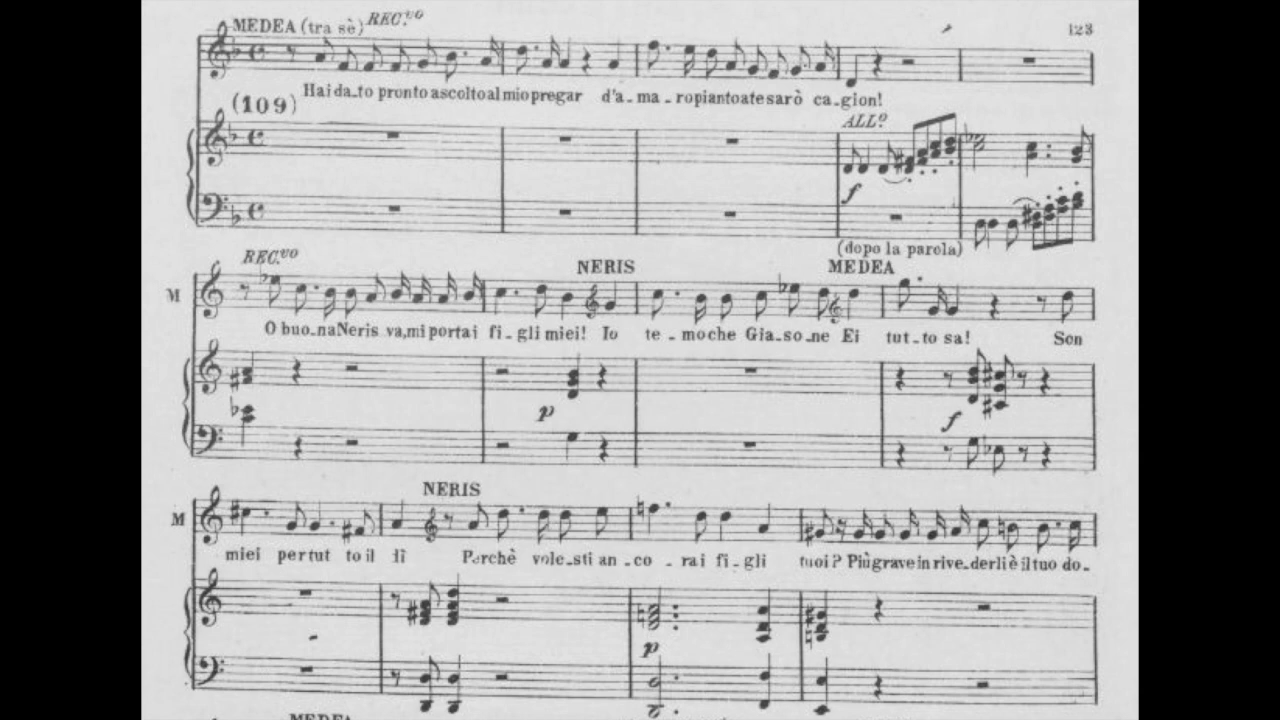 MEDEA (tra sè) REC.vo
123
Hai da_to pronto ascolto al mio pregar d'a_ma_ro pianto a te sarò ca_gion!
(109)
ALL?
f
(dopo la parola)
REC.vo NERIS MEDEA
M
O buo_na Neris va, mi porta i fi_gli miei! Io te_mo che Gia_so_ne Ei tut_to sa! Son
p f
NERIS
M
miei per tut to il dì Perchè vole_sti an_co_ra i fi_gli tuoi? Più grave in rive_derli è il tuo do_
p
MEDEA